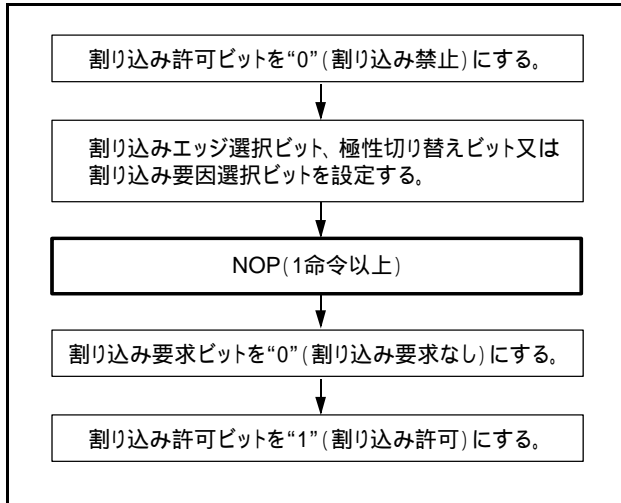 割り込み許可ビットを“0”(割り込み禁止)にする。
割り込みエッジ選択ビット、極性切り替えビット又は
割り込み要因選択ビットを設定する。
NOP(1命令以上)
割り込み要求ビットを“0”(割り込み要求なし)にする。
割り込み許可ビットを“1”(割り込み許可)にする。